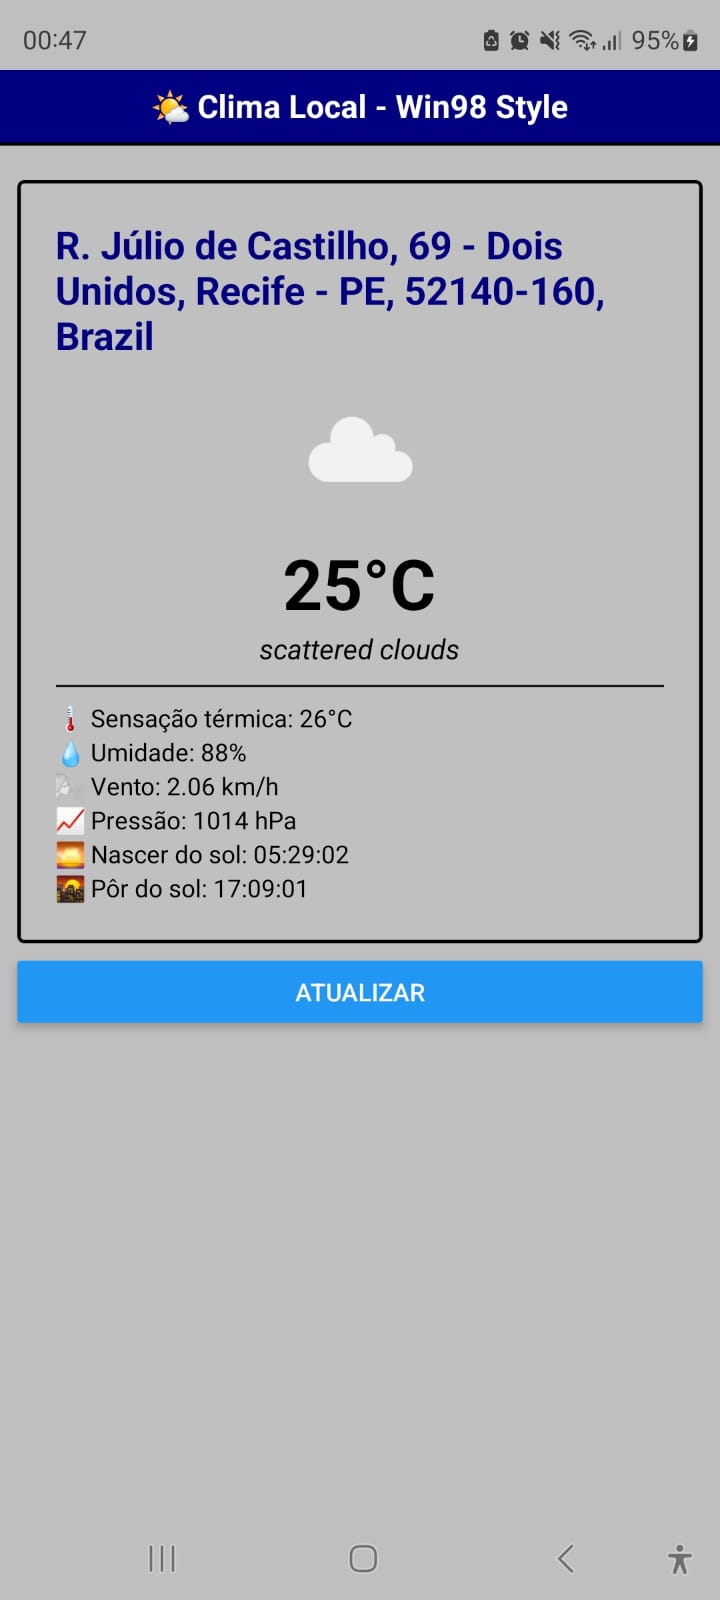 00:47
95%
Clima Local - Win98 Style
R. Júlio de Castilho, 69 - Dois
Unidos, Recife - PE, 52140-160,
Brazil
25°C
scattered clouds
Sensação térmica: 26°C
Umidade: 88%
Vento: 2.06 km/h
Pressão: 1014 hPa
Nascer do sol: 05:29:02
Pôr do sol: 17:09:01
ATUALIZAR